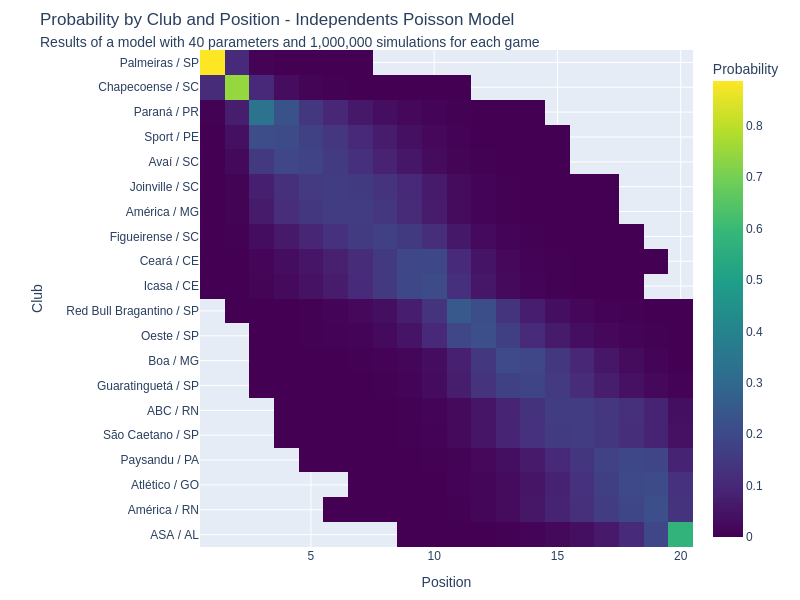 Probability by Club and Position - Independents Poisson Model
Results of a model with 40 parameters and 1,000,000 simulations for each game
Probability
Palmeiras / SP
Chapecoense / SC
Paraná / PR
Sport / PE
Avaí / SC
Joinville / SC
América / MG
Figueirense / SC
Ceará / CE
Icasa / CE
Red Bull Bragantino / SP
Oeste / SP
Boa / MG
Guaratinguetá / SP
ABC / RN
São Caetano / SP
Paysandu / PA
Atlético / GO
América / RN
ASA / AL
Club
5
10
15
20
Position
0.8
0.7
0.6
0.5
0.4
0.3
0.2
0.1
0